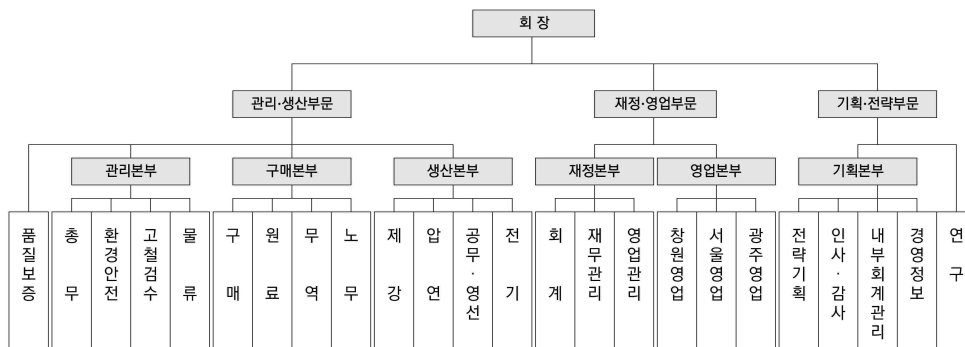 회 장
관리·생산부문
재정·영업부문
기획·전략부문
관리본부
구매본부
생산본부
재정본부
영업본부
기획본부
품질보증
총무
환경안전
고철검수
물류
구매
원료
무역
노무
제강
압연
공무·영선
전기
회계
재무관리
영업관리
창원영업
서울영업
광주영업
전략기획
인사·감사
내부회계관리
경영정보
연구